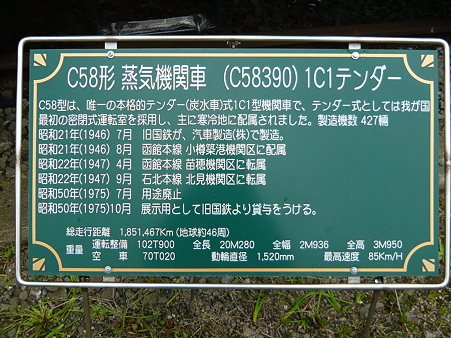 C58形 蒸気機関車 (C58390) 1C1テンダー
C58型は、唯一の本格的テンダー(炭水車)式1C1型機関車で、テンダー式としては我が国
最初の密閉式運転室を採用し、主に寒冷地に配属されました。製造機数 427輛
昭和21年(1946) 7月 旧国鉄が、汽車製造(株)で製造。
昭和21年(1946) 8月 函館本線 小樽築港機関区に配属
昭和22年(1947) 4月 函館本線 苗穂機関区に転属
昭和22年(1947) 9月 石北本線 北見機関区に転属
昭和50年(1975) 7月 用途廃止
昭和50年(1975)10月 展示用として旧国鉄より貸与をうける。
総走行距離 1,851,467Km (地球約46周)
重量 運転整備 102T900 全長 20M280 全幅 2M936 全高 3M950
空車 70T020 動輪直径 1,520mm 最高速度 85Km/H